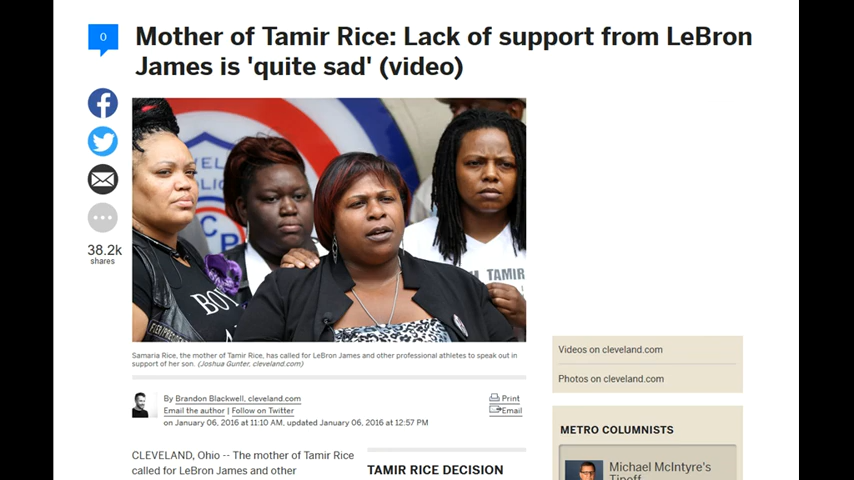 0
Mother of Tamir Rice: Lack of support from LeBron
James is 'quite sad' (video)
38.2k
shares
TAMIR
Samaria Rice, the mother of Tamir Rice, has called for LeBron James and other professional athletes to speak out in
support of her son. (Joshua Gunter, cleveland.com)
By Brandon Blackwell, cleveland.com
Email the author | Follow on Twitter
on January 06, 2016 at 11:10 AM, updated January 06, 2016 at 12:57 PM
Print
Email
CLEVELAND, Ohio -- The mother of Tamir Rice
called for LeBron James and other
TAMIR RICE DECISION
Videos on cleveland.com
Photos on cleveland.com
METRO COLUMNISTS
Michael McIntyre's
Tipoff